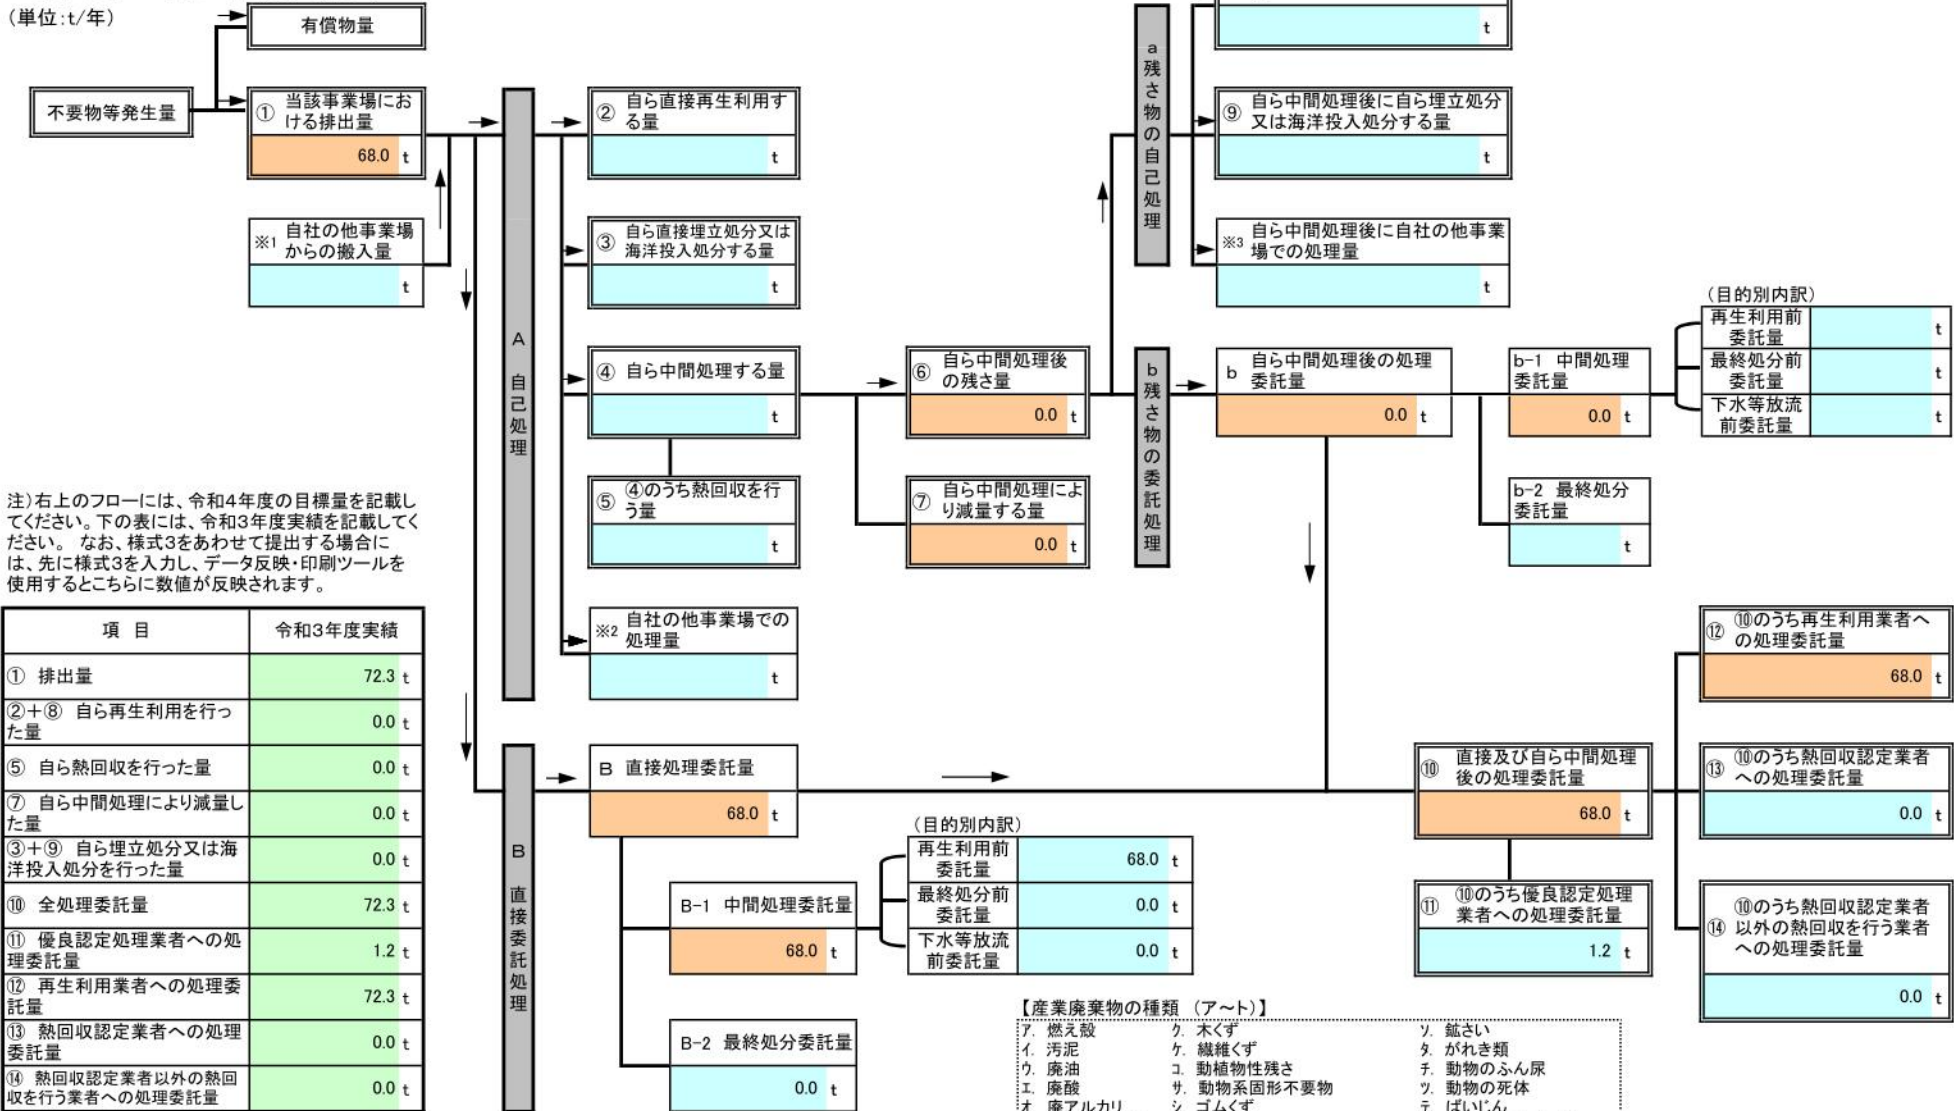 (単位:t/年)
有償物量
不要物等発生量
① 当該事業場にお
ける排出量
68.0 t
※1 自社の他事業場
からの搬入量
t
A 自己処理
② 自ら直接再生利用す
る量
t
③ 自ら直接埋立処分又は
海洋投入処分する量
t
④ 自ら中間処理する量
t
⑤ ④のうち熱回収を行
う量
t
※2 自社の他事業場での
処理量
t
⑥ 自ら中間処理後
の残さ量
0.0 t
⑦ 自ら中間処理によ
り減量する量
0.0 t
a 残さ物の自己処理
t
⑨ 自ら中間処理後に自ら埋立処分
又は海洋投入処分する量
t
※3 自ら中間処理後に自社の他事業
場での処理量
t
b 残さ物の委託処理
b 自ら中間処理後の処理
委託量
0.0 t
b-1 中間処理
委託量
0.0 t
b-2 最終処分
委託量
t
(目的別内訳)
再生利用前
委託量
t
最終処分前
委託量
t
下水等放流
前委託量
t
注)右上のフローには、令和4年度の目標量を記載し
てください。下の表には、令和3年度実績を記載してく
ださい。 なお、様式3をあわせて提出する場合に
は、先に様式3を入力し、データ反映・印刷ツールを
使用するとこちらに数値が反映されます。
項 目 令和3年度実績
① 排出量 72.3 t
②+⑧ 自ら再生利用を行っ
た量 0.0 t
⑤ 自ら熱回収を行った量 0.0 t
⑦ 自ら中間処理により減量し
た量 0.0 t
③+⑨ 自ら埋立処分又は海
洋投入処分を行った量 0.0 t
⑩ 全処理委託量 72.3 t
⑪ 優良認定処理業者への処
理委託量 1.2 t
⑫ 再生利用業者への処理委
託量 72.3 t
⑬ 熱回収認定業者への処理
委託量 0.0 t
⑭ 熱回収認定業者以外の熱回
収を行う業者への処理委託量 0.0 t
B 直接委託処理
B 直接処理委託量
68.0 t
B-1 中間処理委託量
68.0 t
B-2 最終処分委託量
0.0 t
(目的別内訳)
再生利用前
委託量
68.0 t
最終処分前
委託量
0.0 t
下水等放流
前委託量
0.0 t
⑩ 直接及び自ら中間処理
後の処理委託量
68.0 t
⑪ ⑩のうち優良認定処理
業者への処理委託量
1.2 t
⑫ ⑩のうち再生利用業者へ
の処理委託量
68.0 t
⑬ ⑩のうち熱回収認定業者
への処理委託量
0.0 t
⑭ ⑩のうち熱回収認定業者
以外の熱回収を行う業者
への処理委託量
0.0 t
【産業廃棄物の種類 (ア~ト)】
ア. 燃え殻 ク. 木くず ソ. 鉱さい
イ. 汚泥 ケ. 繊維くず タ. がれき類
ウ. 廃油 コ. 動植物性残さ チ. 動物のふん尿
エ. 廃酸 サ. 動物系固形不要物 ツ. 動物の死体
オ. 廃アルカリ シ. ゴムくず テ. ばいじん